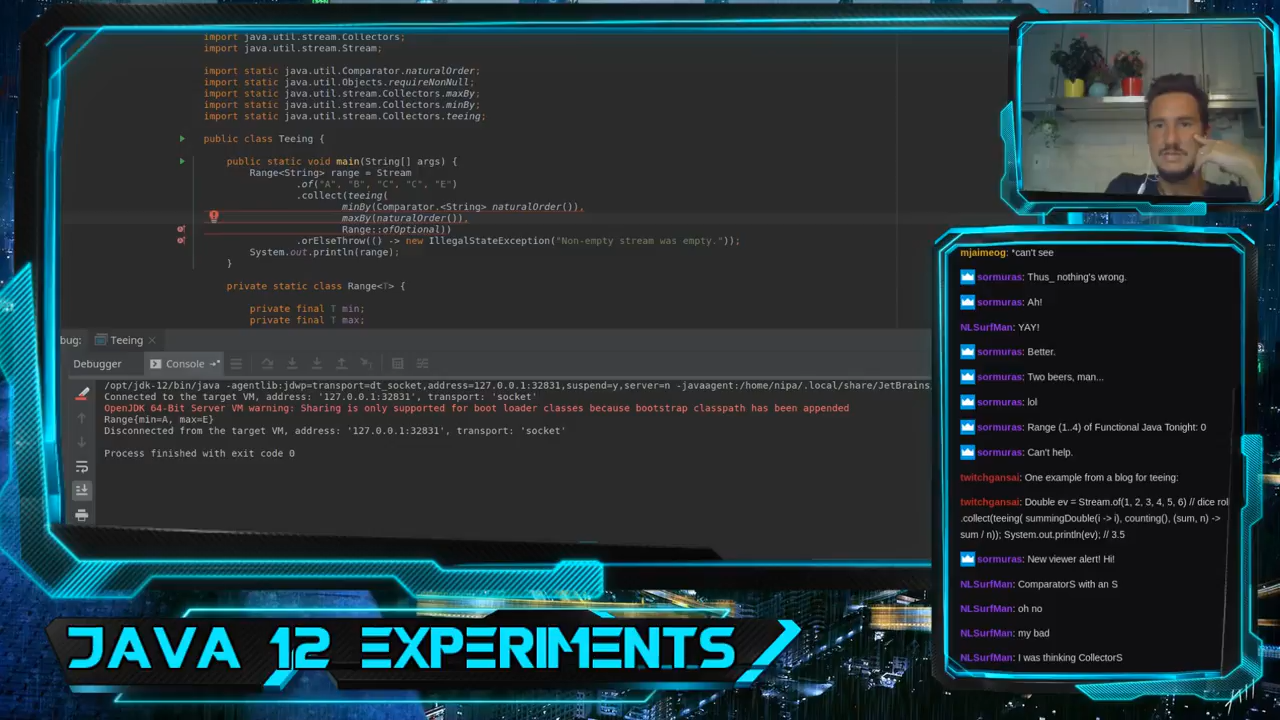 import java.util.stream.Collectors;
import java.util.stream.Stream;
import static java.util.Comparator.naturalOrder;
import static java.util.Objects.requireNonNull;
import static java.util.stream.Collectors.maxBy;
import static java.util.stream.Collectors.minBy;
import static java.util.stream.Collectors.teeing;
public class Teeing {
public static void main(String[] args) {
Range<String> range = Stream
.of("A", "B", "C", "C", "E")
.collect(teeing(
minBy(Comparator.<String> naturalOrder()),
maxBy(naturalOrder()),
Range::ofOptional))
.orElseThrow(() -> new IllegalStateException("Non-empty stream was empty."));
System.out.println(range);
}
private static class Range<T> {
private final T min;
private final T max;
bug: Teeing
Debugger Console
/opt/jdk-12/bin/java -agentlib:jdwp=transport=dt_socket,address=127.0.0.1:32831,suspend=y,server=n -javaagent:/home/nipa/.local/share/JetBrains/
Connected to the target VM, address: '127.0.0.1:32831', transport: 'socket'
OpenJDK 64-Bit Server VM warning: Sharing is only supported for boot loader classes because bootstrap classpath has been appended
Range{min=A, max=E}
Disconnected from the target VM, address: '127.0.0.1:32831', transport: 'socket'
Process finished with exit code 0
mjaimeog: *can't see
sormuras: Thus_ nothing's wrong.
sormuras: Ah!
NLSurfMan: YAY!
sormuras: Better.
sormuras: Two beers, man...
sormuras: lol
sormuras: Range (1..4) of Functional Java Tonight: 0
sormuras: Can't help.
twitchgansai: One example from a blog for teeing:
twitchgansai: Double ev = Stream.of(1, 2, 3, 4, 5, 6) // dice rol
.collect(teeing( summingDouble(i -> i), counting(), (sum, n) ->
sum / n)); System.out.println(ev); // 3.5
sormuras: New viewer alert! Hi!
NLSurfMan: ComparatorS with an S
NLSurfMan: oh no
NLSurfMan: my bad
NLSurfMan: I was thinking CollectorS
JAVA 12 EXPERIMENTS